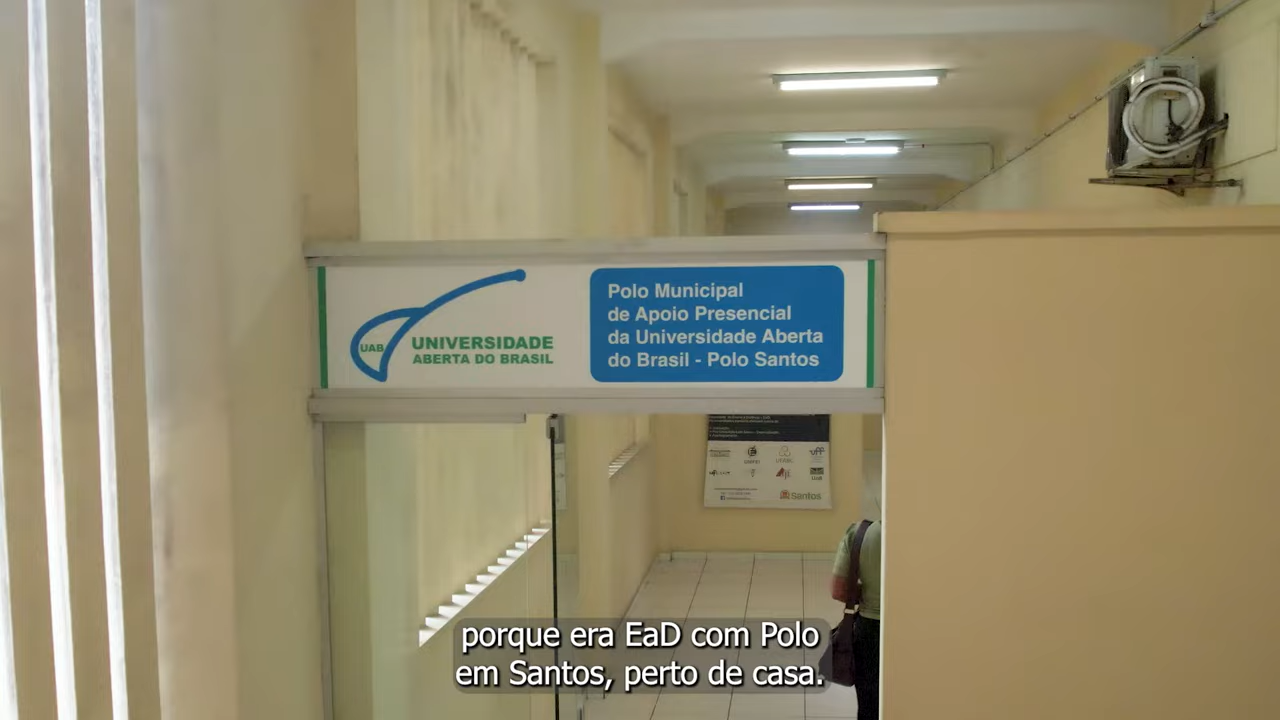 UAB
UNIVERSIDADE
ABERTA DO BRASIL
Polo Municipal
de Apoio Presencial
da Universidade Aberta
do Brasil - Polo Santos
Santos
porque era EaD com Polo
em Santos, perto de casa.